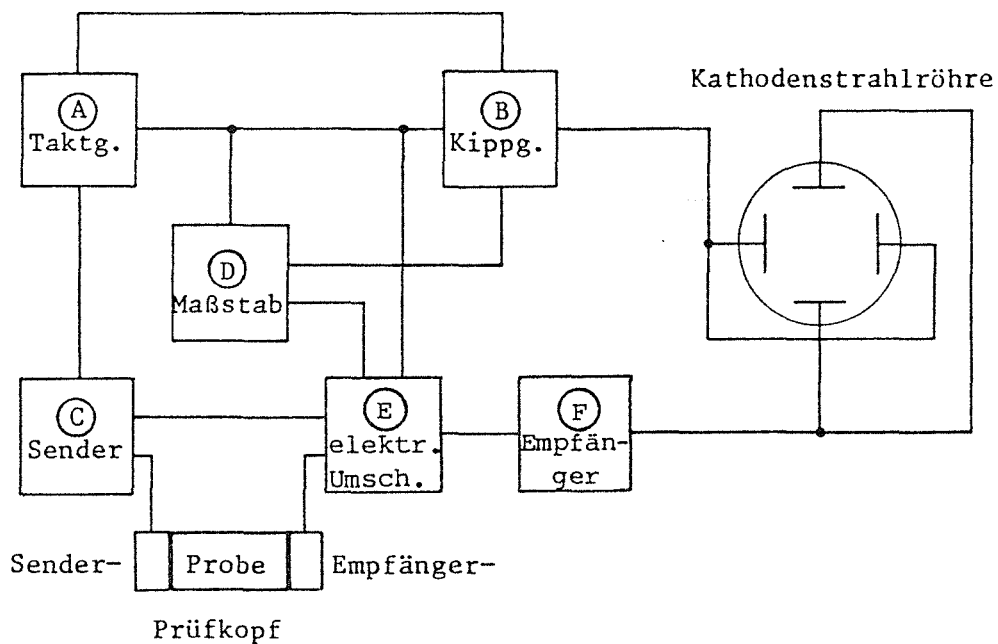 Kathodenstrahlröhre
A
Taktg.
B
Kippg.
D
Maßstab
C
Sender
E
elektr.
Umsch.
F
Empfän-
ger
Sender-
Probe
Empfänger-
Prüfkopf